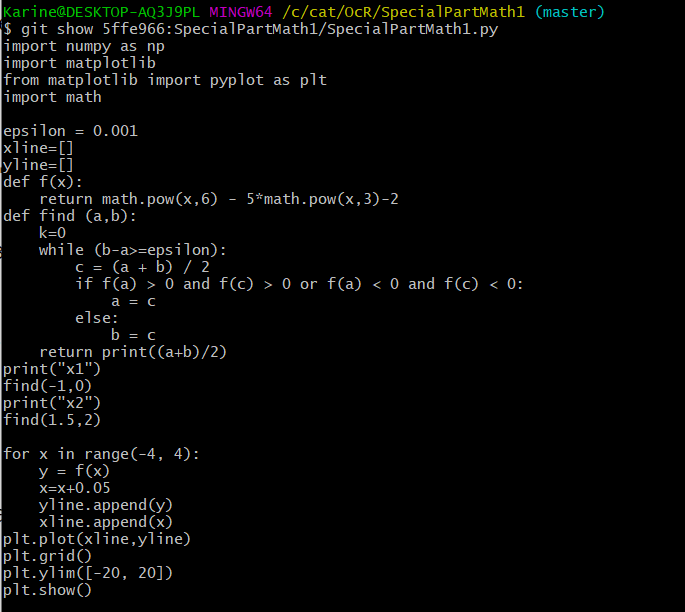 Karine@DESKTOP-AQ3J9PL MINGW64 /c/cat/OcR/SpecialPartMath1 (master)
$ git show 5ffe966:SpecialPartMath1/SpecialPartMath1.py
import numpy as np
import matplotlib
from matplotlib import pyplot as plt
import math

epsilon = 0.001
xline=[]
yline=[]
def f(x):
    return math.pow(x,6) - 5*math.pow(x,3)-2
def find (a,b):
    k=0
    while (b-a>=epsilon):
        c = (a + b) / 2
        if f(a) > 0 and f(c) > 0 or f(a) < 0 and f(c) < 0:
            a = c
        else:
            b = c
    return print((a+b)/2)
print("x1")
find(-1,0)
print("x2")
find(1.5,2)

for x in range(-4, 4):
    y = f(x)
    x=x+0.05
    yline.append(y)
    xline.append(x)
plt.plot(xline,yline)
plt.grid()
plt.ylim([-20, 20])
plt.show()